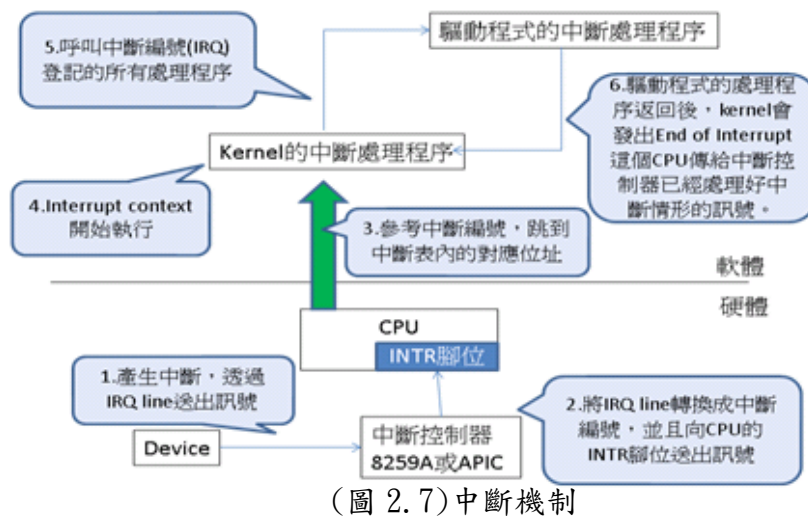 5.呼叫中斷編號(IRQ)
登記的所有處理程序
驅動程式的中斷處理程序
6.驅動程式的處理程
序返回後，kernel會
發出End of Interrupt
這個CPU傳給中斷控
制器已經處理好中
斷情形的訊號。
Kernel的中斷處理程序
4.Interrupt context
開始執行
3.參考中斷編號，跳到
中斷表內的對應位址
軟體
硬體
CPU
INTR腳位
1.產生中斷，透過
IRQ line送出訊號
2.將IRQ line轉換成中斷
編號，並且向CPU的
INTR腳位送出訊號
Device
中斷控制器
8259A或APIC
(圖 2.7)中斷機制